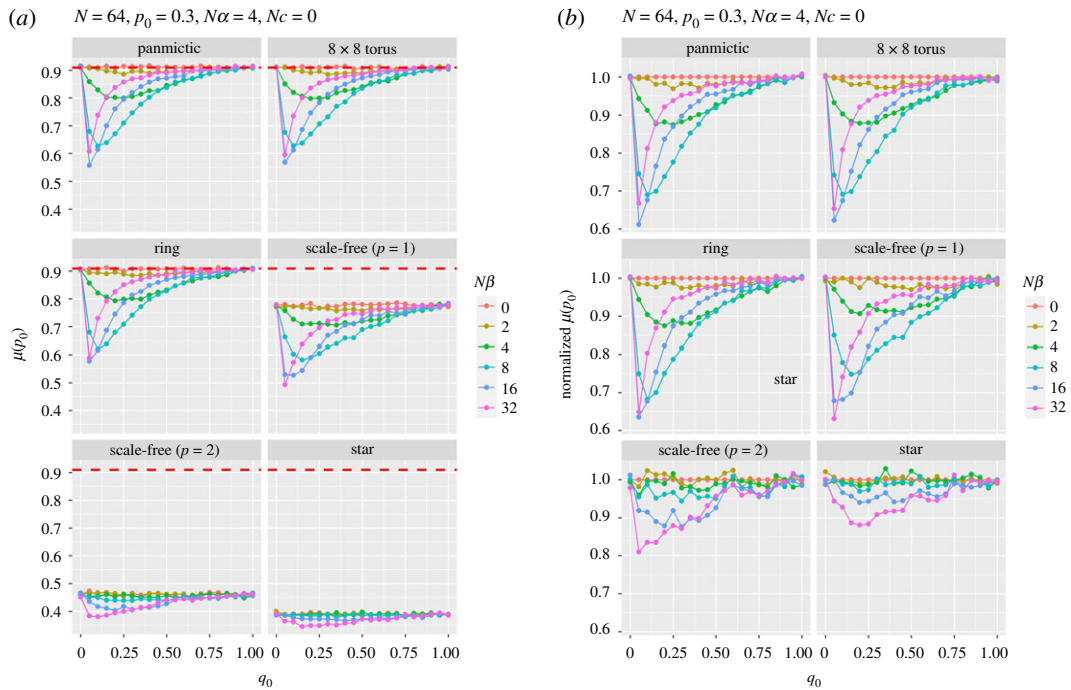 (a) N = 64, p₀ = 0.3, Nα = 4, Nc = 0
panmictic
8 × 8 torus
0.9
0.8
0.7
0.6
0.5
0.4
ring
scale-free (p = 1)
0.9
0.8
0.7
0.6
0.5
0.4
μ(p₀)
Nβ
0
2
4
8
16
32
scale-free (p = 2)
star
0.9
0.8
0.7
0.6
0.5
0.4
0 0.25 0.50 0.75 1.00 0 0.25 0.50 0.75 1.00
q₀
(b) N = 64, p₀ = 0.3, Nα = 4, Nc = 0
panmictic
8 × 8 torus
1.0
0.9
0.8
0.7
0.6
ring
scale-free (p = 1)
1.0
0.9
0.8
0.7
0.6
star
normalized μ(p₀)
Nβ
0
2
4
8
16
32
scale-free (p = 2)
star
1.0
0.9
0.8
0.7
0.6
0 0.25 0.50 0.75 1.00 0 0.25 0.50 0.75 1.00
q₀